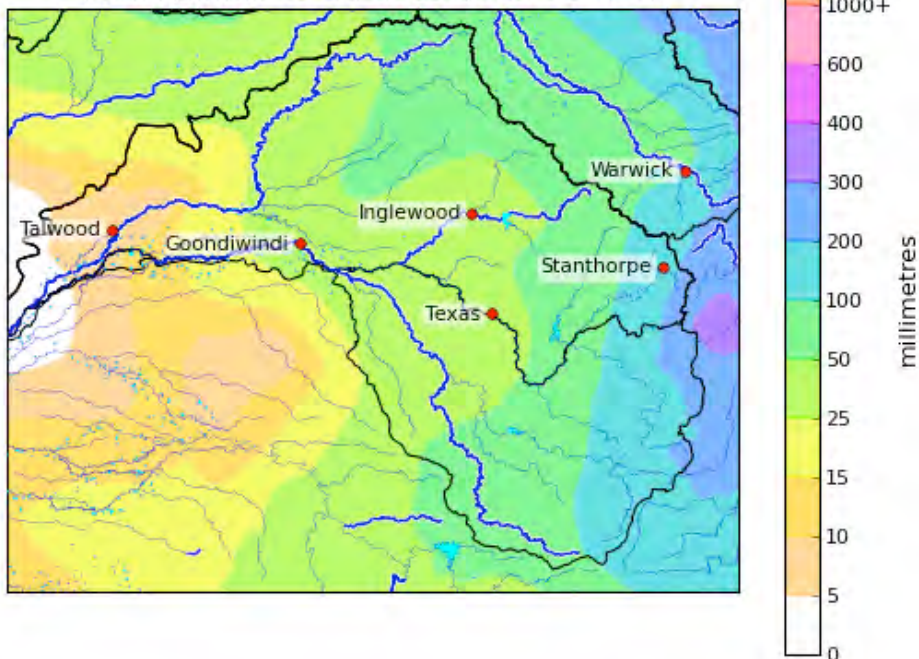 Warwick
Talwood
Inglewood
Goondiwindi
Stanthorpe
Texas
1000+
600
400
300
200
100
50
25
15
10
5
0
millimetres